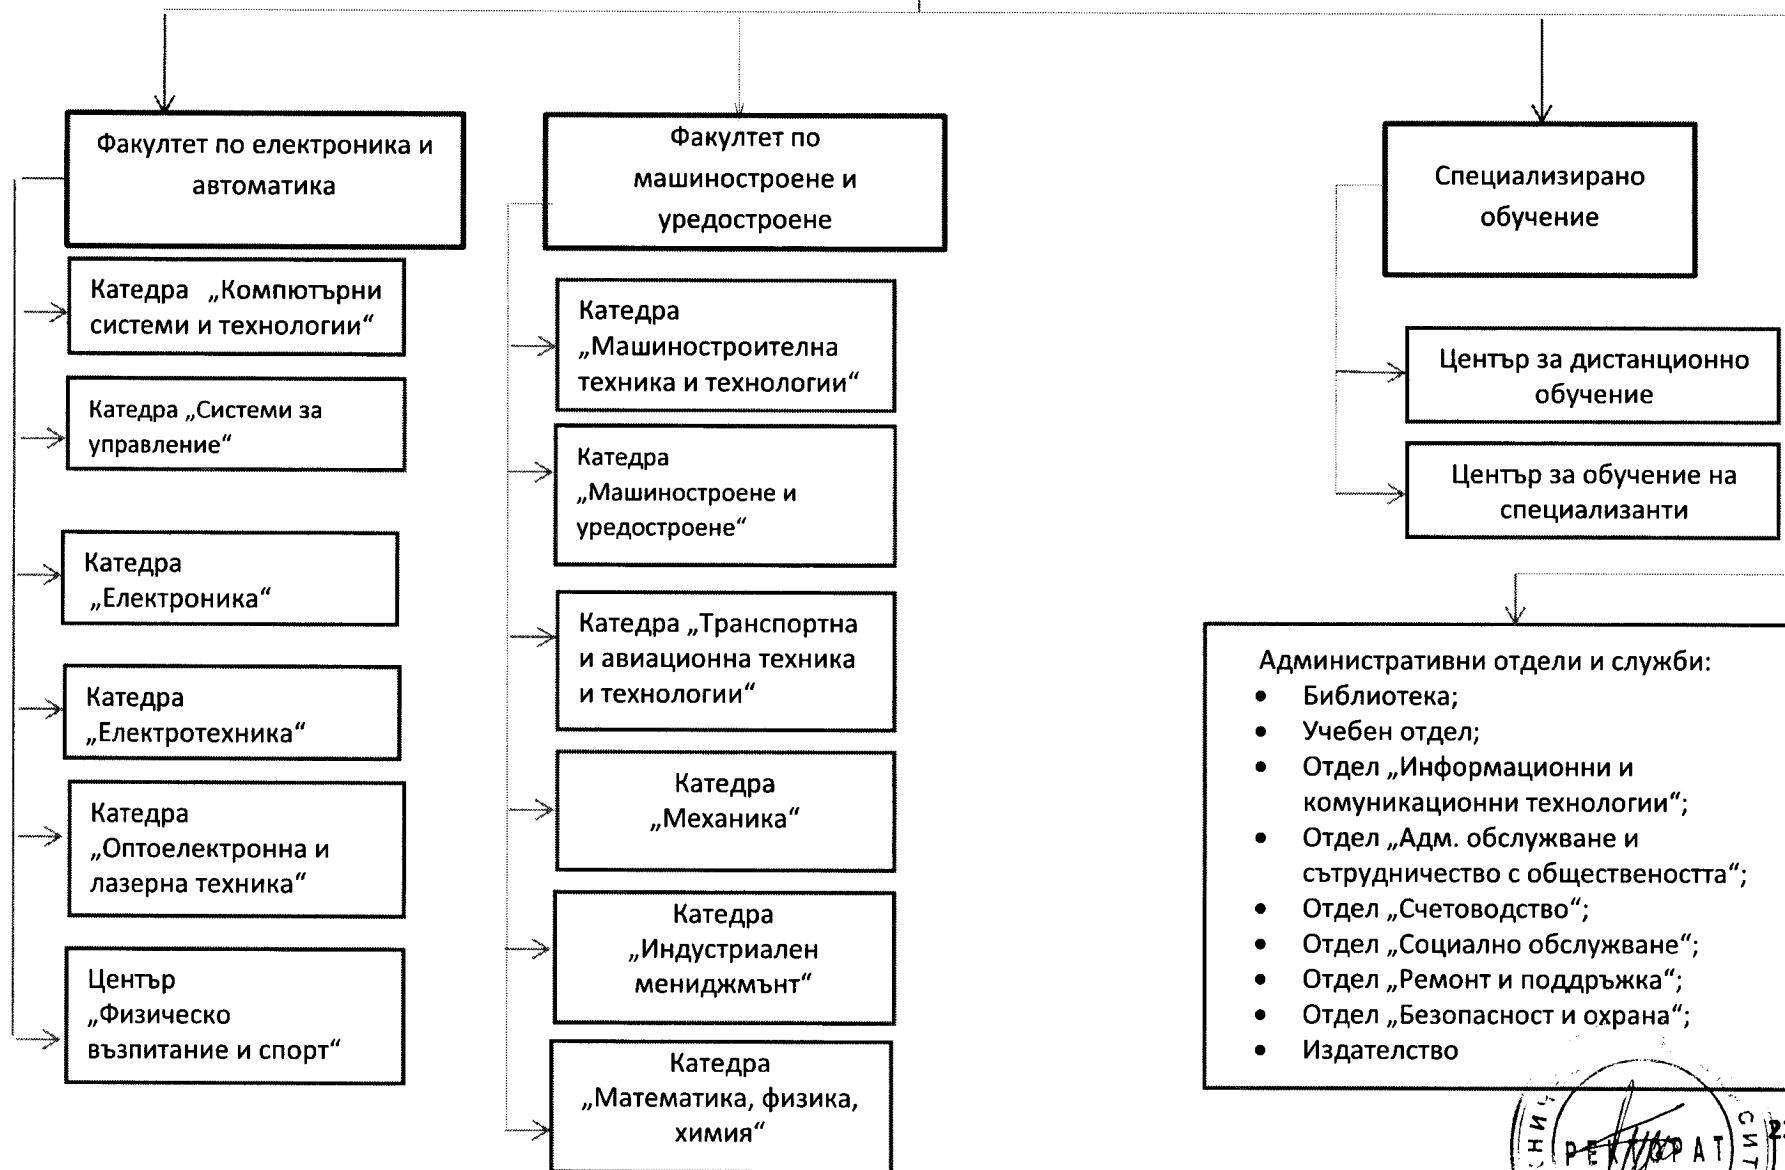 Факултет по електроника и
автоматика
Катедра „Компютърни
системи и технологии“
Катедра „Системи за
управление“
Катедра
„Електроника“
Катедра
„Електротехника“
Катедра
„Оптоелектронна и
лазерна техника“
Център
„Физическо
възпитание и спорт“
Факултет по
машиностроене и
уредостроене
Катедра
„Машиностроителна
техника и технологии“
Катедра
„Машиностроене и
уредостроене“
Катедра „Транспортна
и авиационна техника
и технологии“
Катедра
„Механика“
Катедра
„Индустриален
мениджмънт“
Катедра
„Математика, физика,
химия“
Специализирано
обучение
Център за дистанционно
обучение
Център за обучение на
специализанти
Административни отдели и служби:
• Библиотека;
• Учебен отдел;
• Отдел „Информационни и
комуникационни технологии“;
• Отдел „Адм. обслужване и
сътрудничество с обществеността“;
• Отдел „Счетоводство“;
• Отдел „Социално обслужване“;
• Отдел „Ремонт и поддръжка“;
• Отдел „Безопасност и охрана“;
• Издателство
РЕКТОРАТ